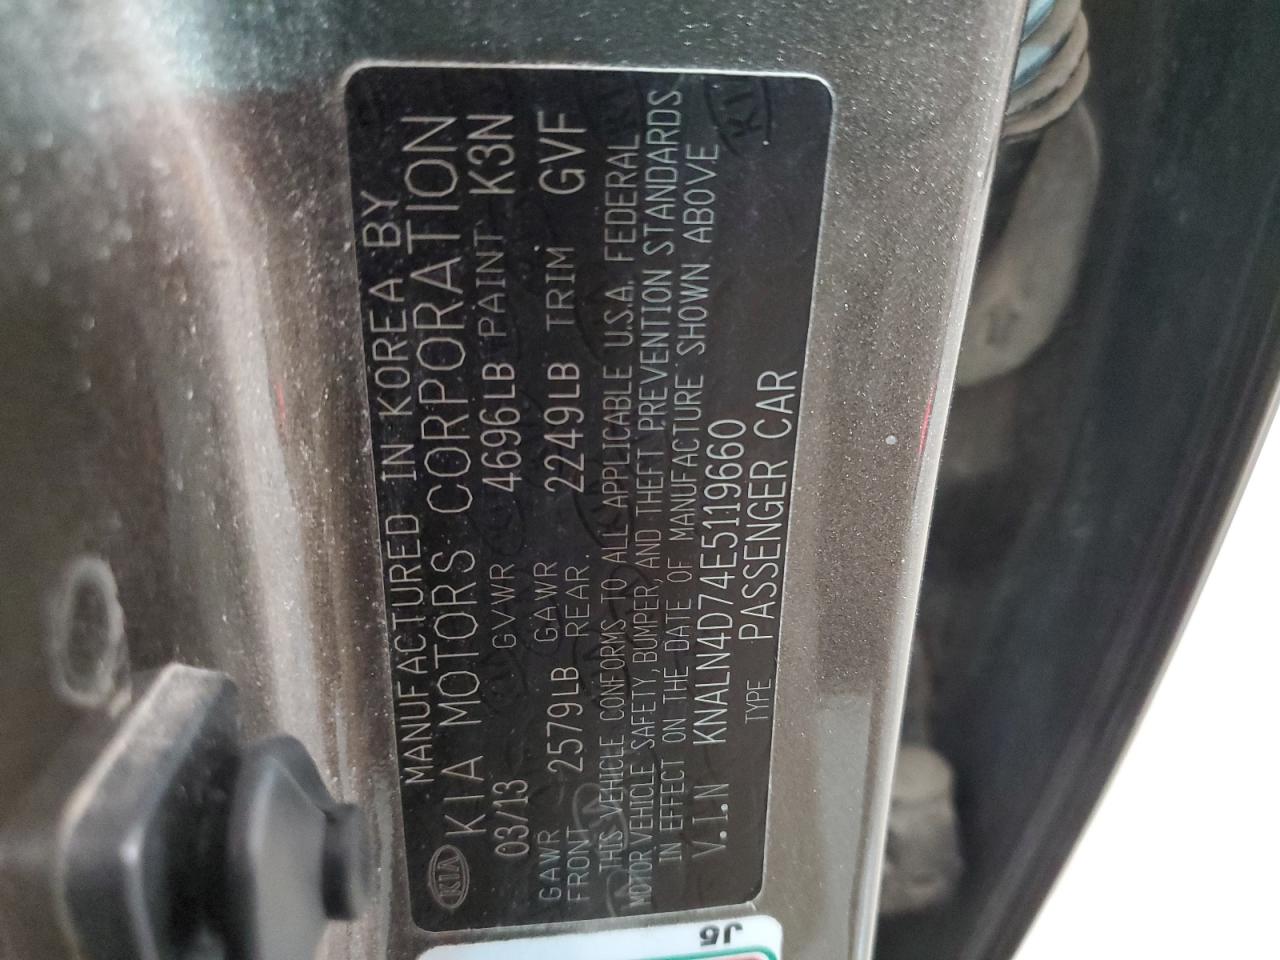 KIA
MANUFACTURED IN KOREA BY
KIA MOTORS CORPORATION
03/13 GVWR 4696LB PAINT K3N
GAWR FRONT 2579LB GAWR REAR. 2249LB TRIM GVF
THIS VEHICLE CONFORMS TO ALL APPLICABLE U.S.A. FEDERAL
MOTOR VEHICLE SAFETY, BUMPER, AND THEFT PREVENTION STANDARDS
IN EFFECT ON THE DATE OF MANUFACTURE SHOWN ABOVE
V.I.N KNALN4D74E5119660
TYPE PASSENGER CAR
J5